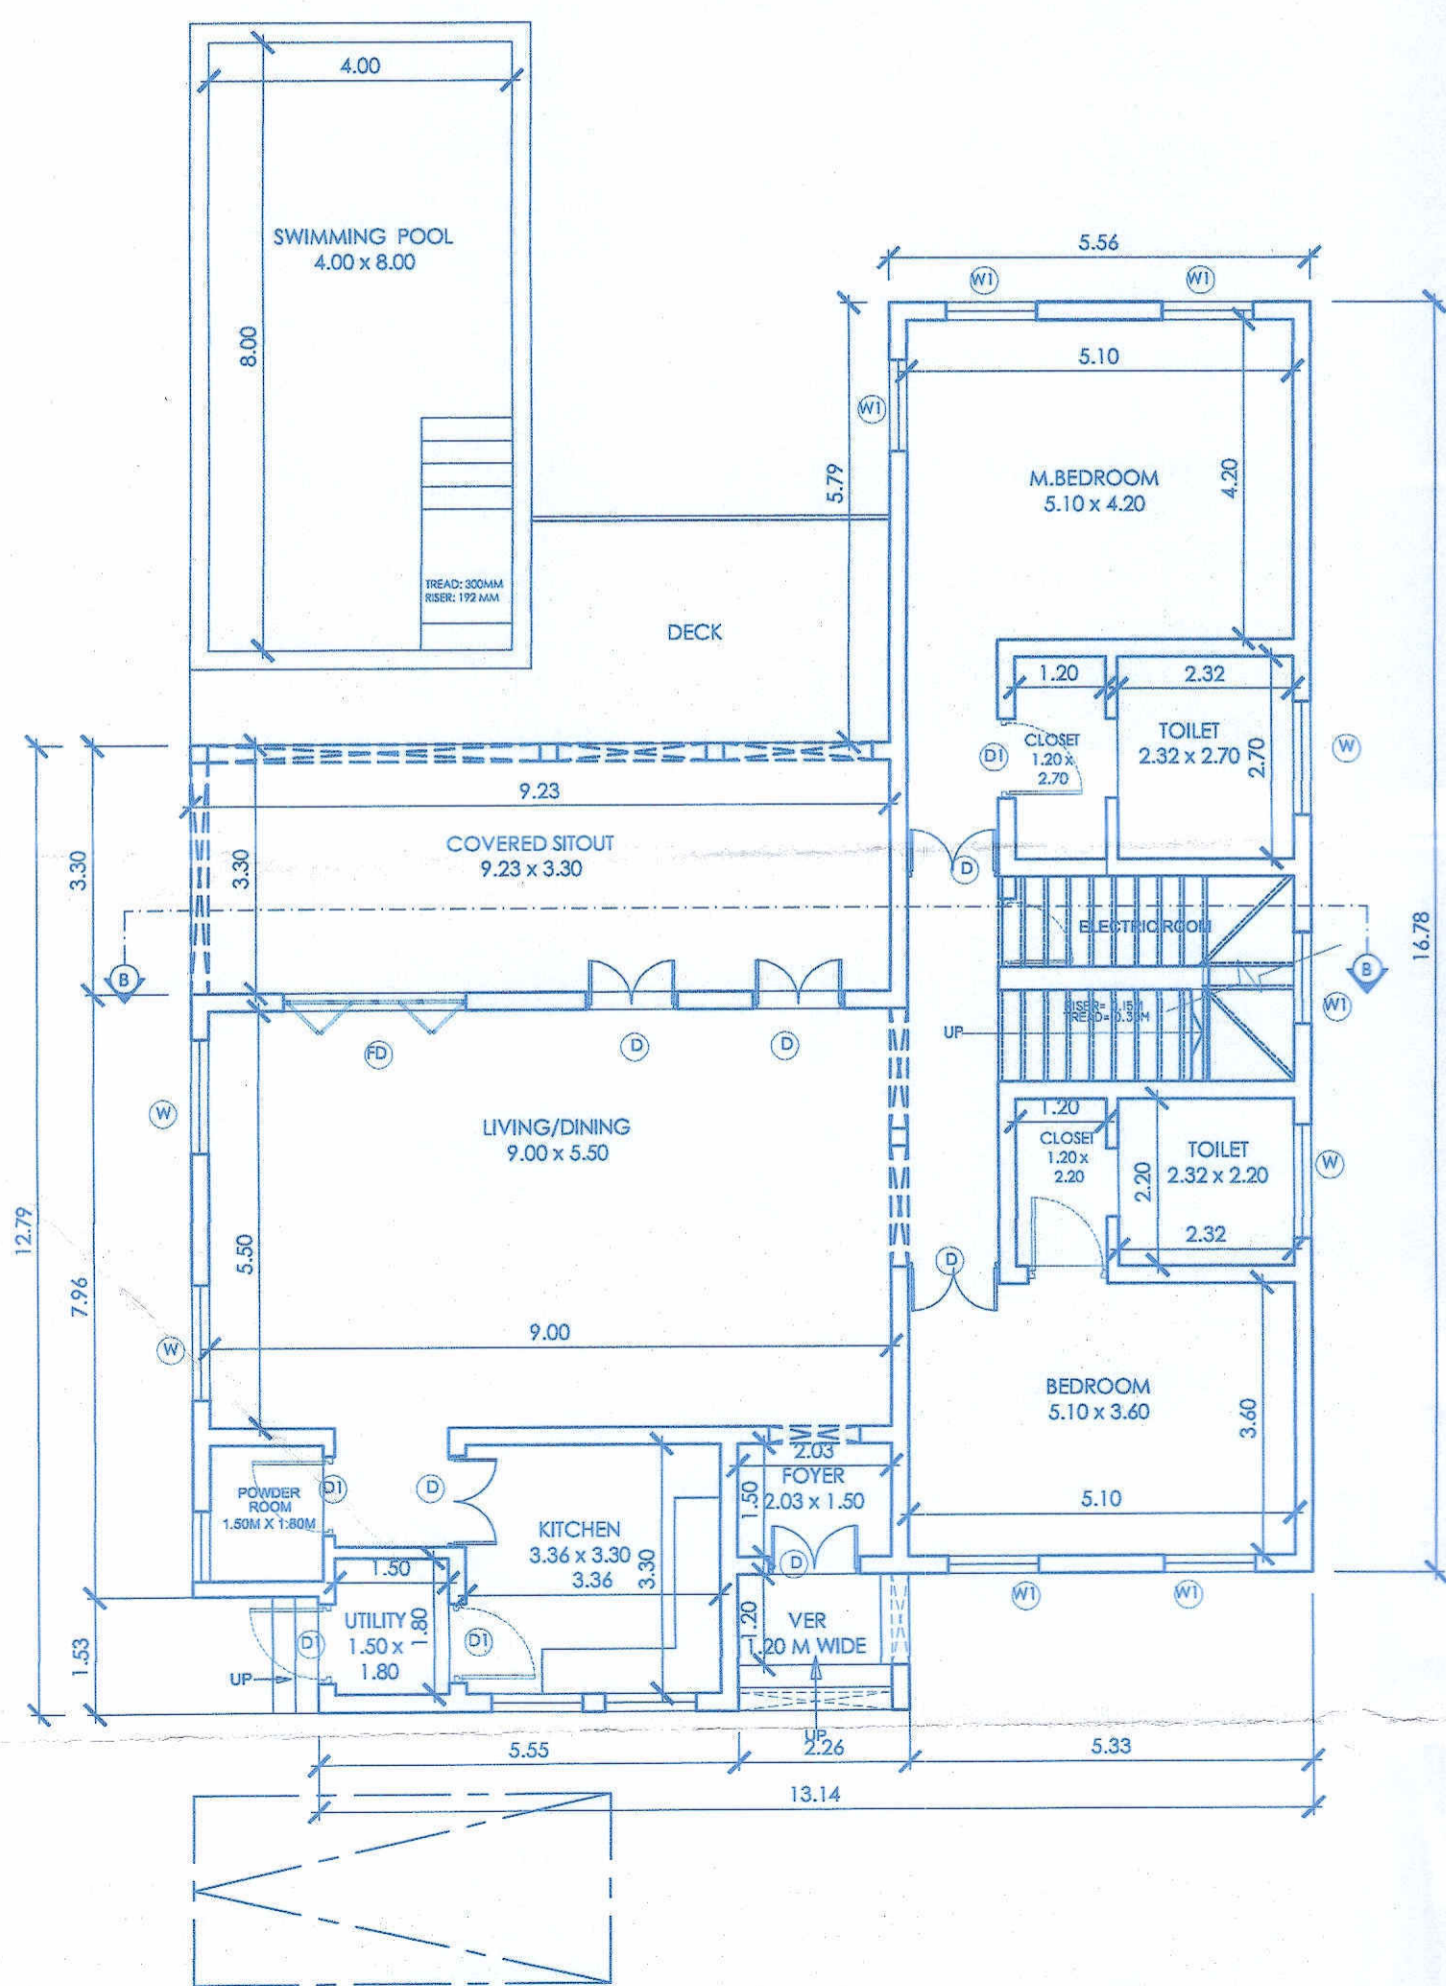 4.00
SWIMMING POOL
4.00 x 8.00
8.00
TREAD: 300MM
RISER: 192 MM
DECK
5.56
W1
W1
5.10
W1
5.79
M.BEDROOM
5.10 x 4.20
4.20
1.20
2.32
CLOSET
1.20 x
2.70
TOILET
2.32 x 2.70
2.70
D1
W
9.23
COVERED SITOUT
9.23 x 3.30
3.30
3.30
D
ELECTRIC ROOM
B
B
16.78
W1
UP
FD
D
D
W
LIVING/DINING
9.00 x 5.50
1.20
CLOSET
1.20 x
2.20
TOILET
2.32 x 2.20
2.20
2.32
W
12.79
7.96
5.50
D
9.00
W
BEDROOM
5.10 x 3.60
3.60
5.10
2.03
FOYER
2.03 x 1.50
1.50
D
POWDER
ROOM
1.50M X 1:80M
D1
D
KITCHEN
3.36 x 3.30
3.36
3.30
W1
W1
1.50
UTILITY
1.50 x
1.80
1.80
D1
D1
UP
1.53
1.20
VER
1.20 M WIDE
UP
5.55
2.26
5.33
13.14